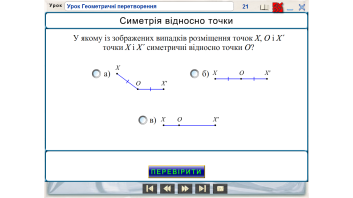 Урок Урок Геометричні перетворення 21
Симетрія відносно точки
У якому із зображених випадків розміщення точок X, O і X′
точки X і X′ симетричні відносно точки O?
а) X O X′
б) X O X′
в) X O X′
ПЕРЕВІРИТИ